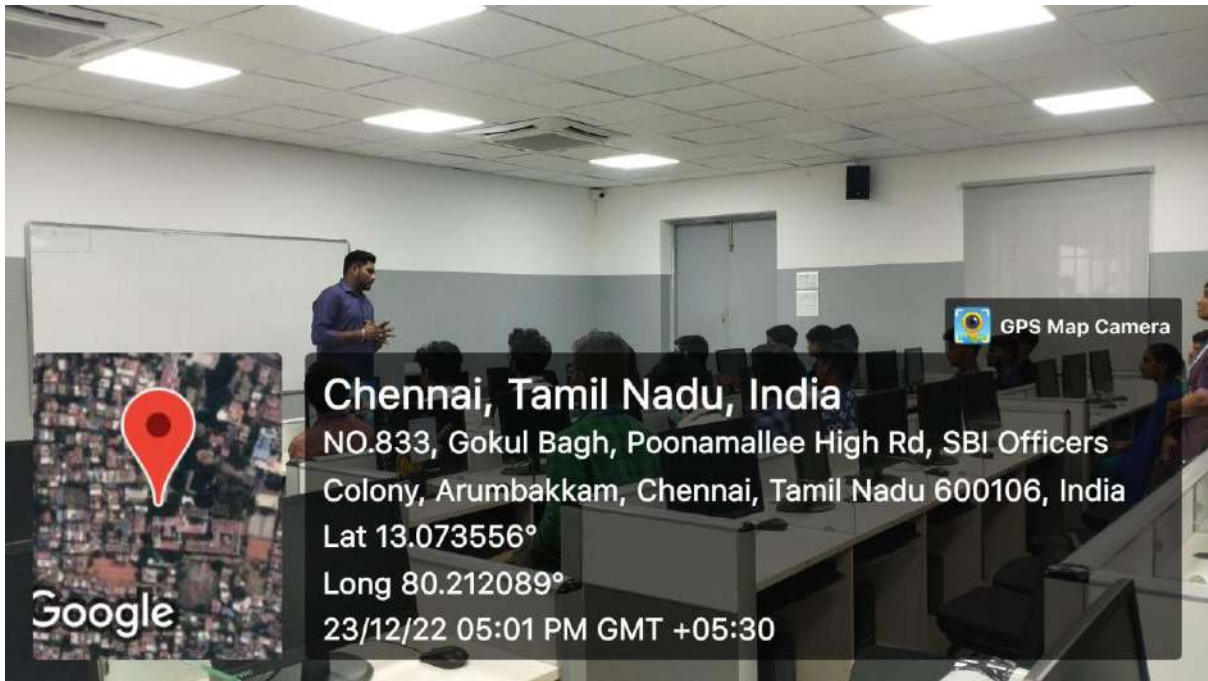 GPS Map Camera
Chennai, Tamil Nadu, India
NO.833, Gokul Bagh, Poonamallee High Rd, SBI Officers
Colony, Arumbakkam, Chennai, Tamil Nadu 600106, India
Lat 13.073556°
Long 80.212089°
23/12/22 05:01 PM GMT +05:30
Google